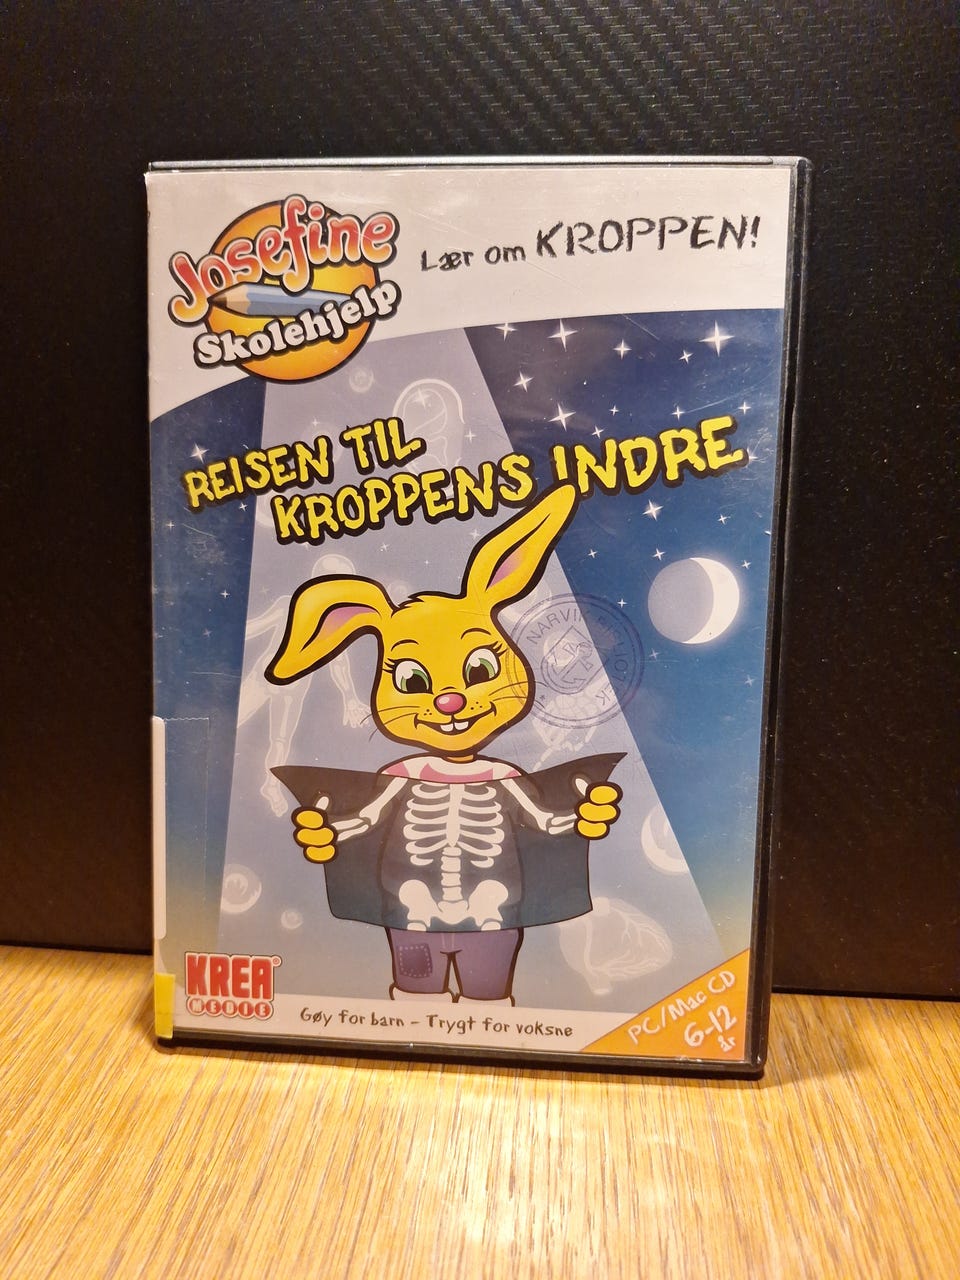 Josefine
Skolehjelp
Lær om KROPPEN!
REISEN TIL
KROPPENS INDRE
NARVIK
KREA®
MEDIE
Gøy for barn - Trygt for voksne
PC/Mac CD
6-12
år